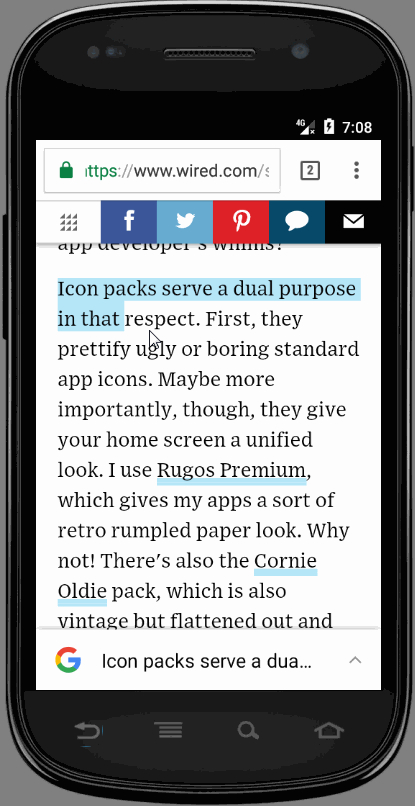 4G 7:08
https://www.wired.com/s 2
f
app developer's whims?
Icon packs serve a dual purpose
in that respect. First, they
prettify ugly or boring standard
app icons. Maybe more
importantly, though, they give
your home screen a unified
look. I use Rugos Premium,
which gives my apps a sort of
retro rumpled paper look. Why
not! There's also the Cornie
Oldie pack, which is also
vintage but flattened out and
G Icon packs serve a dua...